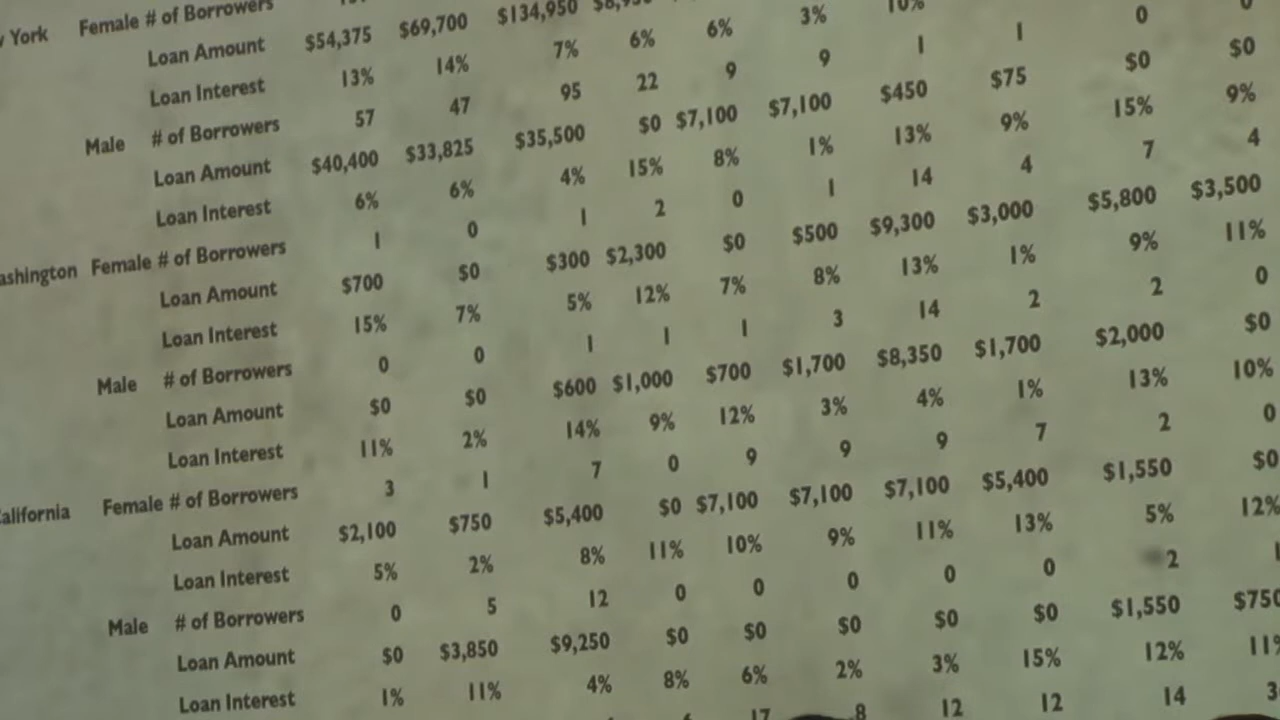 York Female # of Borrowers
Loan Amount $54,375 $69,700 $134,950
Loan Interest 13% 14% 7% 6% 6% 3% 10%
Male # of Borrowers 57 47 95 22 9 9 1 1 0 0
Loan Amount $40,400 $33,825 $35,500 $0 $7,100 $7,100 $450 $75 $0 $0
Loan Interest 6% 6% 4% 15% 8% 1% 13% 9% 15% 9%
ashington Female # of Borrowers 1 0 1 2 0 1 14 4 7 4
Loan Amount $700 $0 $300 $2,300 $0 $500 $9,300 $3,000 $5,800 $3,500
Loan Interest 15% 7% 5% 12% 7% 8% 13% 1% 9% 11%
Male # of Borrowers 0 0 1 1 1 3 14 2 2 0
Loan Amount $0 $0 $600 $1,000 $700 $1,700 $8,350 $1,700 $2,000 $0
Loan Interest 11% 2% 14% 9% 12% 3% 4% 1% 13% 10%
alifornia Female # of Borrowers 3 1 7 0 9 9 9 7 2 0
Loan Amount $2,100 $750 $5,400 $0 $7,100 $7,100 $7,100 $5,400 $1,550 $0
Loan Interest 5% 2% 8% 11% 10% 9% 11% 13% 5% 12%
Male # of Borrowers 0 5 12 0 0 0 0 0 2 1
Loan Amount $0 $3,850 $9,250 $0 $0 $0 $0 $0 $1,550 $750
Loan Interest 1% 11% 4% 8% 6% 2% 3% 15% 12% 11%
17 8 12 12 14 3